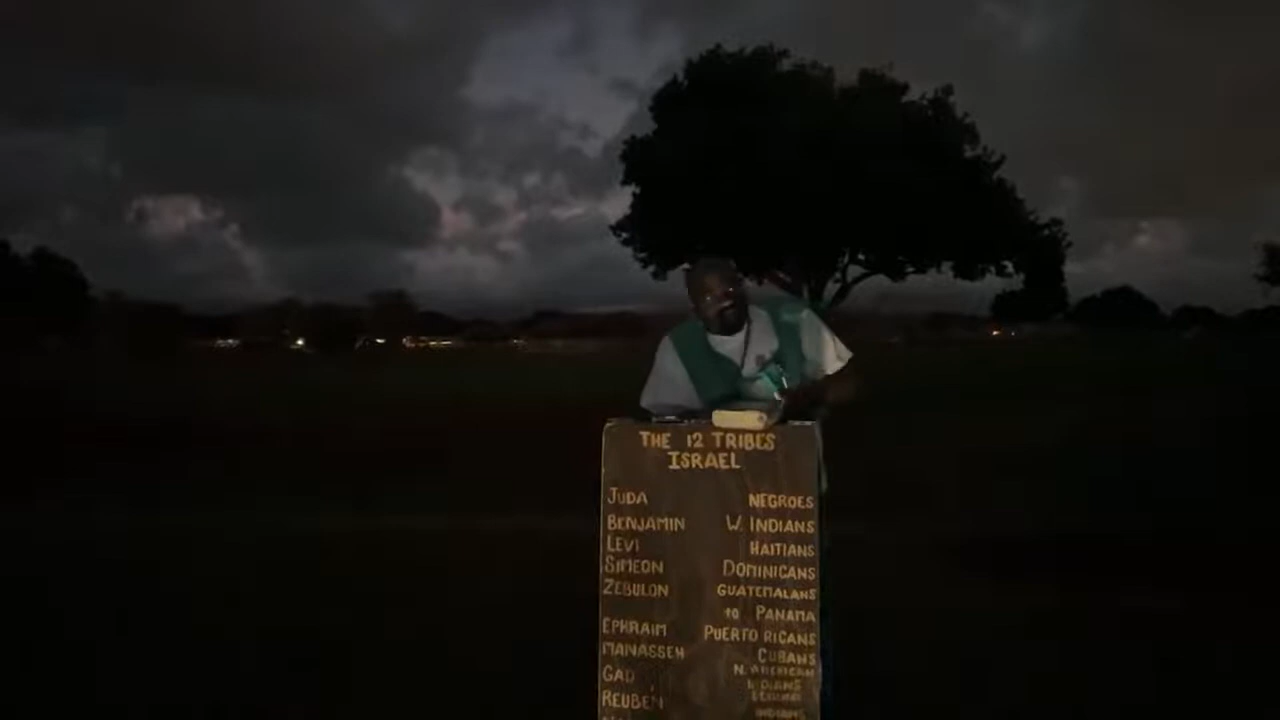 THE 12 TRIBES
ISRAEL
JUDA NEGROES
BENJAMIN W. INDIANS
LEVI HAITIANS
SIMEON DOMINICANS
ZEBULON GUATEMALANS
TO PANAMA
EPHRAIM PUERTO RICANS
MANASSEH CUBANS
GAD N. AMERICAN
INDIANS
REUBEN
INDIANS